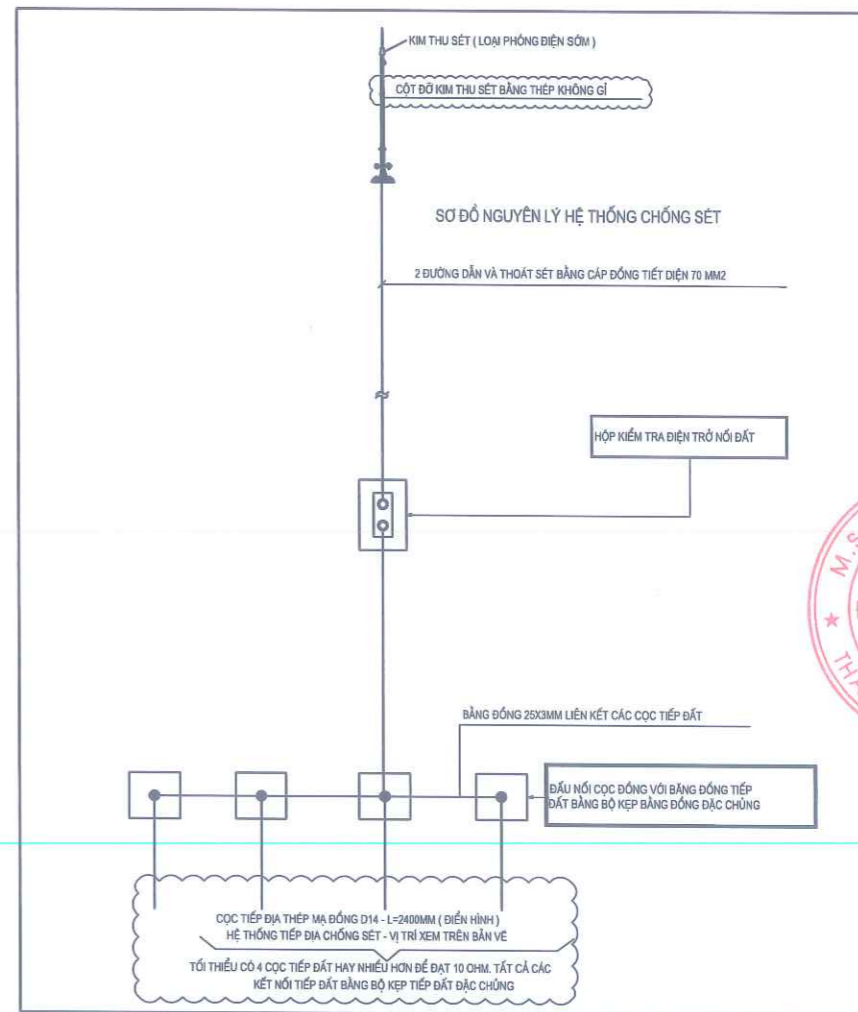 KIM THU SÉT ( LOẠI PHÓNG ĐIỆN SỚM )
CỘT ĐỠ KIM THU SÉT BẰNG THÉP KHÔNG GỈ
SƠ ĐỒ NGUYÊN LÝ HỆ THỐNG CHỐNG SÉT
2 ĐƯỜNG DẪN VÀ THOÁT SÉT BẰNG CÁP ĐỒNG TIẾT DIỆN 70 MM2
HỘP KIỂM TRA ĐIỆN TRỞ NỐI ĐẤT
M.S
THA
BẰNG ĐỒNG 25X3MM LIÊN KẾT CÁC CỌC TIẾP ĐẤT
ĐẤU NỐI CỌC ĐỒNG VỚI BĂNG ĐỒNG TIẾP
ĐẤT BẰNG BỘ KẸP BẰNG ĐỒNG ĐẶC CHỦNG
CỌC TIẾP ĐỊA THÉP MẠ ĐỒNG D14 - L=2400MM ( ĐIỂN HÌNH )
HỆ THỐNG TIẾP ĐỊA CHỐNG SÉT - VỊ TRÍ XEM TRÊN BẢN VẼ
TỐI THIỂU CÓ 4 CỌC TIẾP ĐẤT HAY NHIỀU HƠN ĐỂ ĐẠT 10 OHM. TẤT CẢ CÁC
KẾT NỐI TIẾP ĐẤT BẰNG BỘ KẸP TIẾP ĐẤT ĐẶC CHỦNG